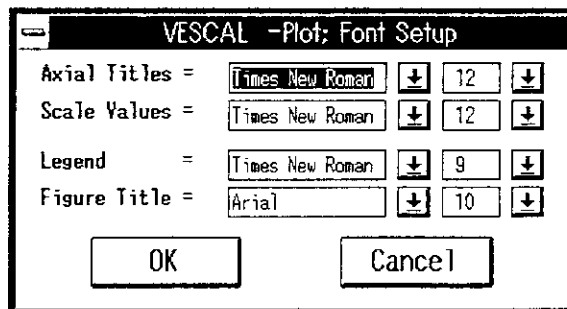 VESCAL -Plot: Font Setup
Axial Titles = Times New Roman 12
Scale Values = Times New Roman 12
Legend = Times New Roman 9
Figure Title = Arial 10
OK Cancel